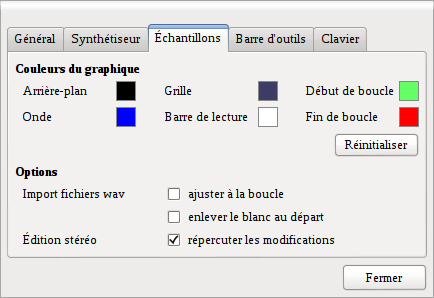 Général Synthétiseur Échantillons Barre d'outils Clavier
Couleurs du graphique
Arrière-plan Grille Début de boucle
Onde Barre de lecture Fin de boucle
Réinitialiser
Options
Import fichiers wav ajuster à la boucle
enlever le blanc au départ
Édition stéréo répercuter les modifications
Fermer